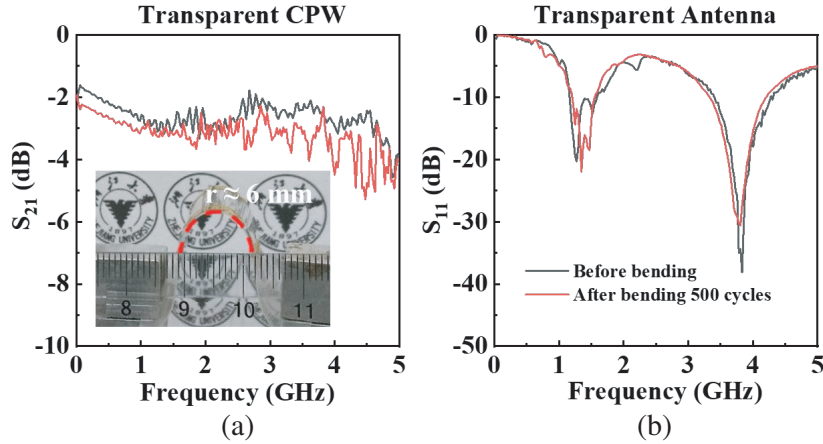 Transparent CPW
Transparent Antenna
0
-2
-4
-6
-8
-10
S21 (dB)
r ≈ 6 mm
ZHEJIANG UNIVERSITY
8
9
10
11
0
1
2
3
4
5
Frequency (GHz)
(a)
0
-10
-20
-30
-40
-50
S11 (dB)
Before bending
After bending 500 cycles
0
1
2
3
4
5
Frequency (GHz)
(b)